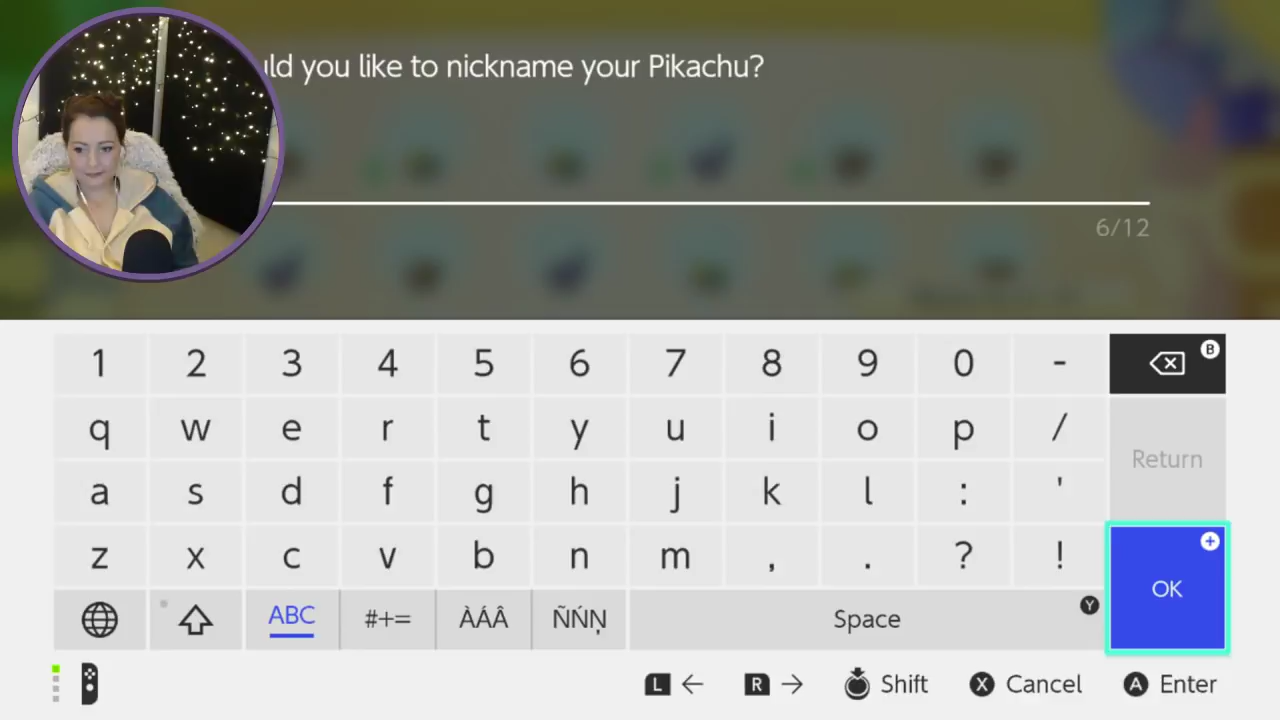 ld you like to nickname your Pikachu?
6/12
1 2 3 4 5 6 7 8 9 0 - B
q w e r t y u i o p /
Return
a s d f g h j k l : '
z x c v b n m , . ? ! + OK
ABC #+= ÀÁÂ ÑŃŅ Space Y
L ← R → Shift X Cancel A Enter